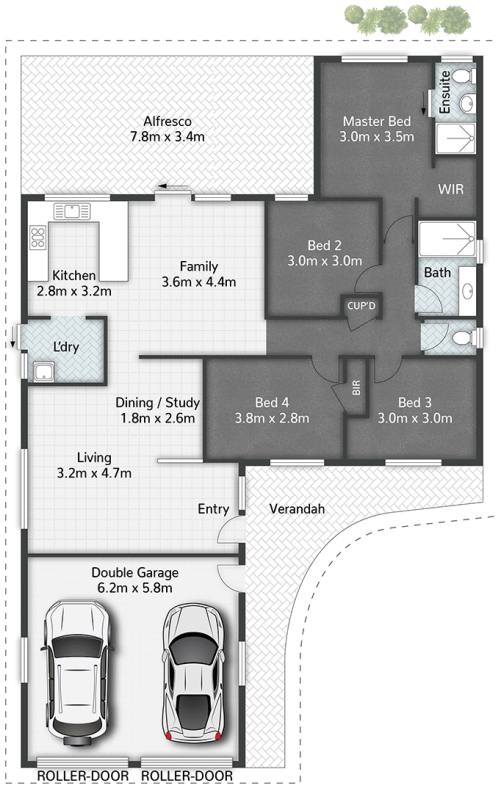 Alfresco
7.8m x 3.4m
Master Bed
3.0m x 3.5m
Ensuite
WIR
Bed 2
3.0m x 3.0m
Family
3.6m x 4.4m
Kitchen
2.8m x 3.2m
Bath
CUP'D
L'dry
Dining / Study
1.8m x 2.6m
Bed 4
3.8m x 2.8m
BIR
Bed 3
3.0m x 3.0m
Living
3.2m x 4.7m
Entry
Verandah
Double Garage
6.2m x 5.8m
ROLLER-DOOR
ROLLER-DOOR